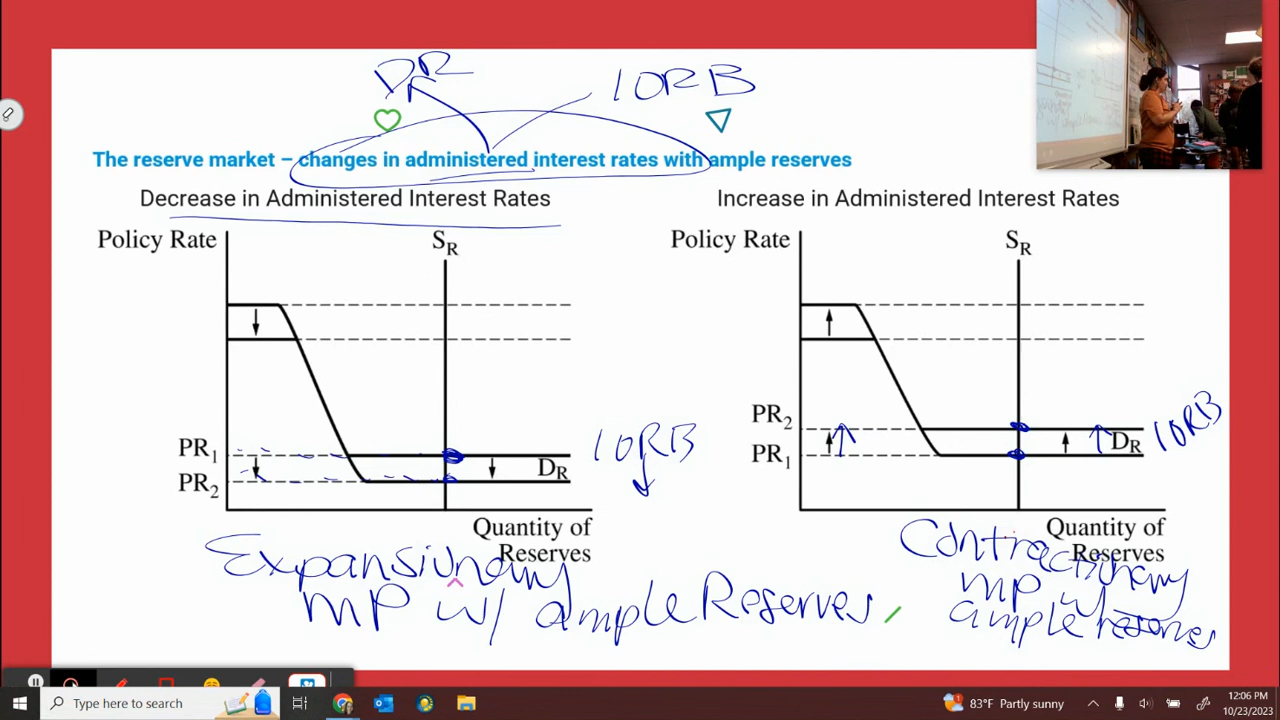 DR
IORB
The reserve market – changes in administered interest rates with ample reserves
Decrease in Administered Interest Rates
Policy Rate
SR
PR1
PR2
DR
IORB
Quantity of
Reserves
Expansionary
MP w/ ample Reserves
Increase in Administered Interest Rates
Policy Rate
SR
PR2
PR1
DR
IORB
Quantity of
Reserves
Contractionary
MP w/
ample reserves
Type here to search
83°F Partly sunny
12:06 PM
10/23/2023